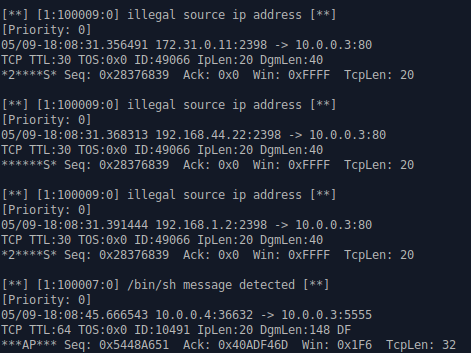 [**] [1:100009:0] illegal source ip address [**]
[Priority: 0]
05/09-18:08:31.356491 172.31.0.11:2398 -> 10.0.0.3:80
TCP TTL:30 TOS:0x0 ID:49066 IpLen:20 DgmLen:40
*2****S* Seq: 0x28376839  Ack: 0x0  Win: 0xFFFF  TcpLen: 20

[**] [1:100009:0] illegal source ip address [**]
[Priority: 0]
05/09-18:08:31.368313 192.168.44.22:2398 -> 10.0.0.3:80
TCP TTL:30 TOS:0x0 ID:49066 IpLen:20 DgmLen:40
******S* Seq: 0x28376839  Ack: 0x0  Win: 0xFFFF  TcpLen: 20

[**] [1:100009:0] illegal source ip address [**]
[Priority: 0]
05/09-18:08:31.391444 192.168.1.2:2398 -> 10.0.0.3:80
TCP TTL:30 TOS:0x0 ID:49066 IpLen:20 DgmLen:40
*2****S* Seq: 0x28376839  Ack: 0x0  Win: 0xFFFF  TcpLen: 20

[**] [1:100007:0] /bin/sh message detected [**]
[Priority: 0]
05/09-18:08:45.666543 10.0.0.4:36632 -> 10.0.0.3:5555
TCP TTL:64 TOS:0x0 ID:10491 IpLen:20 DgmLen:148 DF
***AP*** Seq: 0x5448A651  Ack: 0x40ADF46D  Win: 0x1F6  TcpLen: 32